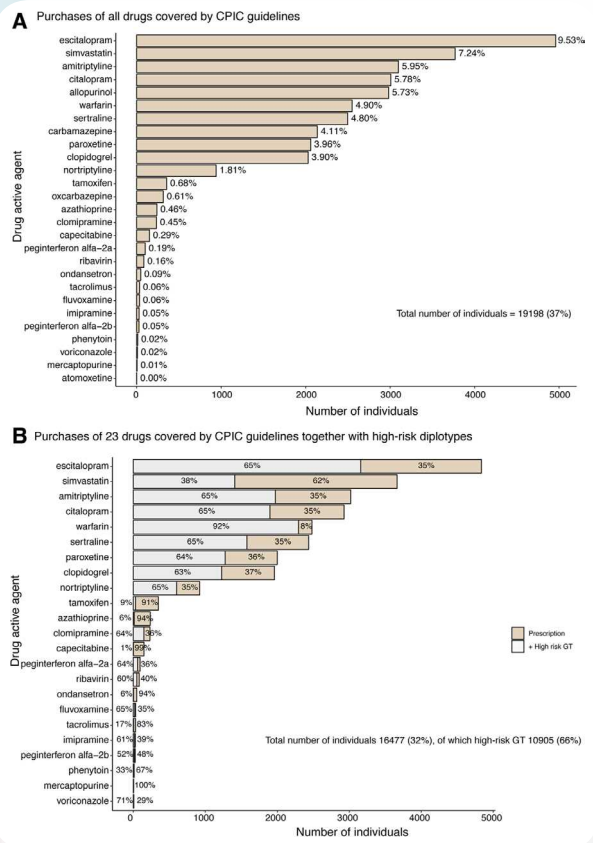 A Purchases of all drugs covered by CPIC guidelines
Drug active agent
escitalopram 9.53%
simvastatin 7.24%
amitriptyline 5.95%
citalopram 5.78%
allopurinol 5.73%
warfarin 4.90%
sertraline 4.80%
carbamazepine 4.11%
paroxetine 3.96%
clopidogrel 3.90%
nortriptyline 1.81%
tamoxifen 0.68%
oxcarbazepine 0.61%
azathioprine 0.46%
clomipramine 0.45%
capecitabine 0.29%
peginterferon alfa−2a 0.19%
ribavirin 0.16%
ondansetron 0.09%
tacrolimus 0.06%
fluvoxamine 0.06%
imipramine 0.05%
Total number of individuals = 19198 (37%)
peginterferon alfa−2b 0.05%
phenytoin 0.02%
voriconazole 0.02%
mercaptopurine 0.01%
atomoxetine 0.00%
0 1000 2000 3000 4000 5000
Number of individuals
B Purchases of 23 drugs covered by CPIC guidelines together with high-risk diplotypes
Drug active agent
escitalopram 65% 35%
simvastatin 38% 62%
amitriptyline 65% 35%
citalopram 65% 35%
warfarin 92% 8%
sertraline 65% 35%
paroxetine 64% 36%
clopidogrel 63% 37%
nortriptyline 65% 35%
tamoxifen 9% 91%
azathioprine 6% 94%
clomipramine 64% 36%
capecitabine 1% 99%
peginterferon alfa−2a 64% 36%
ribavirin 60% 40%
ondansetron 6% 94%
fluvoxamine 65% 35%
tacrolimus 17% 83%
imipramine 61% 39%
peginterferon alfa−2b 52% 48%
phenytoin 33% 67%
mercaptopurine 100%
voriconazole 71% 29%
Prescription
+ High risk GT
Total number of individuals 16477 (32%), of which high-risk GT 10905 (66%)
0 1000 2000 3000 4000 5000
Number of individuals